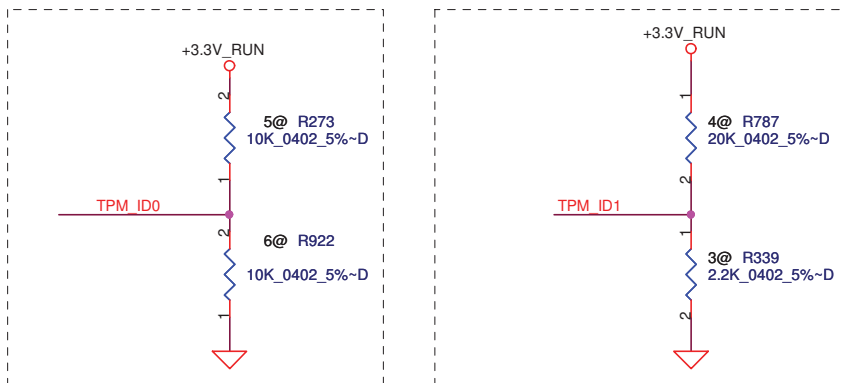 +3.3V_RUN
2
5@ R273
10K_0402_5%~D
1
TPM_ID0
2
6@ R922
10K_0402_5%~D
1
+3.3V_RUN
1
4@ R787
20K_0402_5%~D
2
TPM_ID1
1
3@ R339
2.2K_0402_5%~D
2